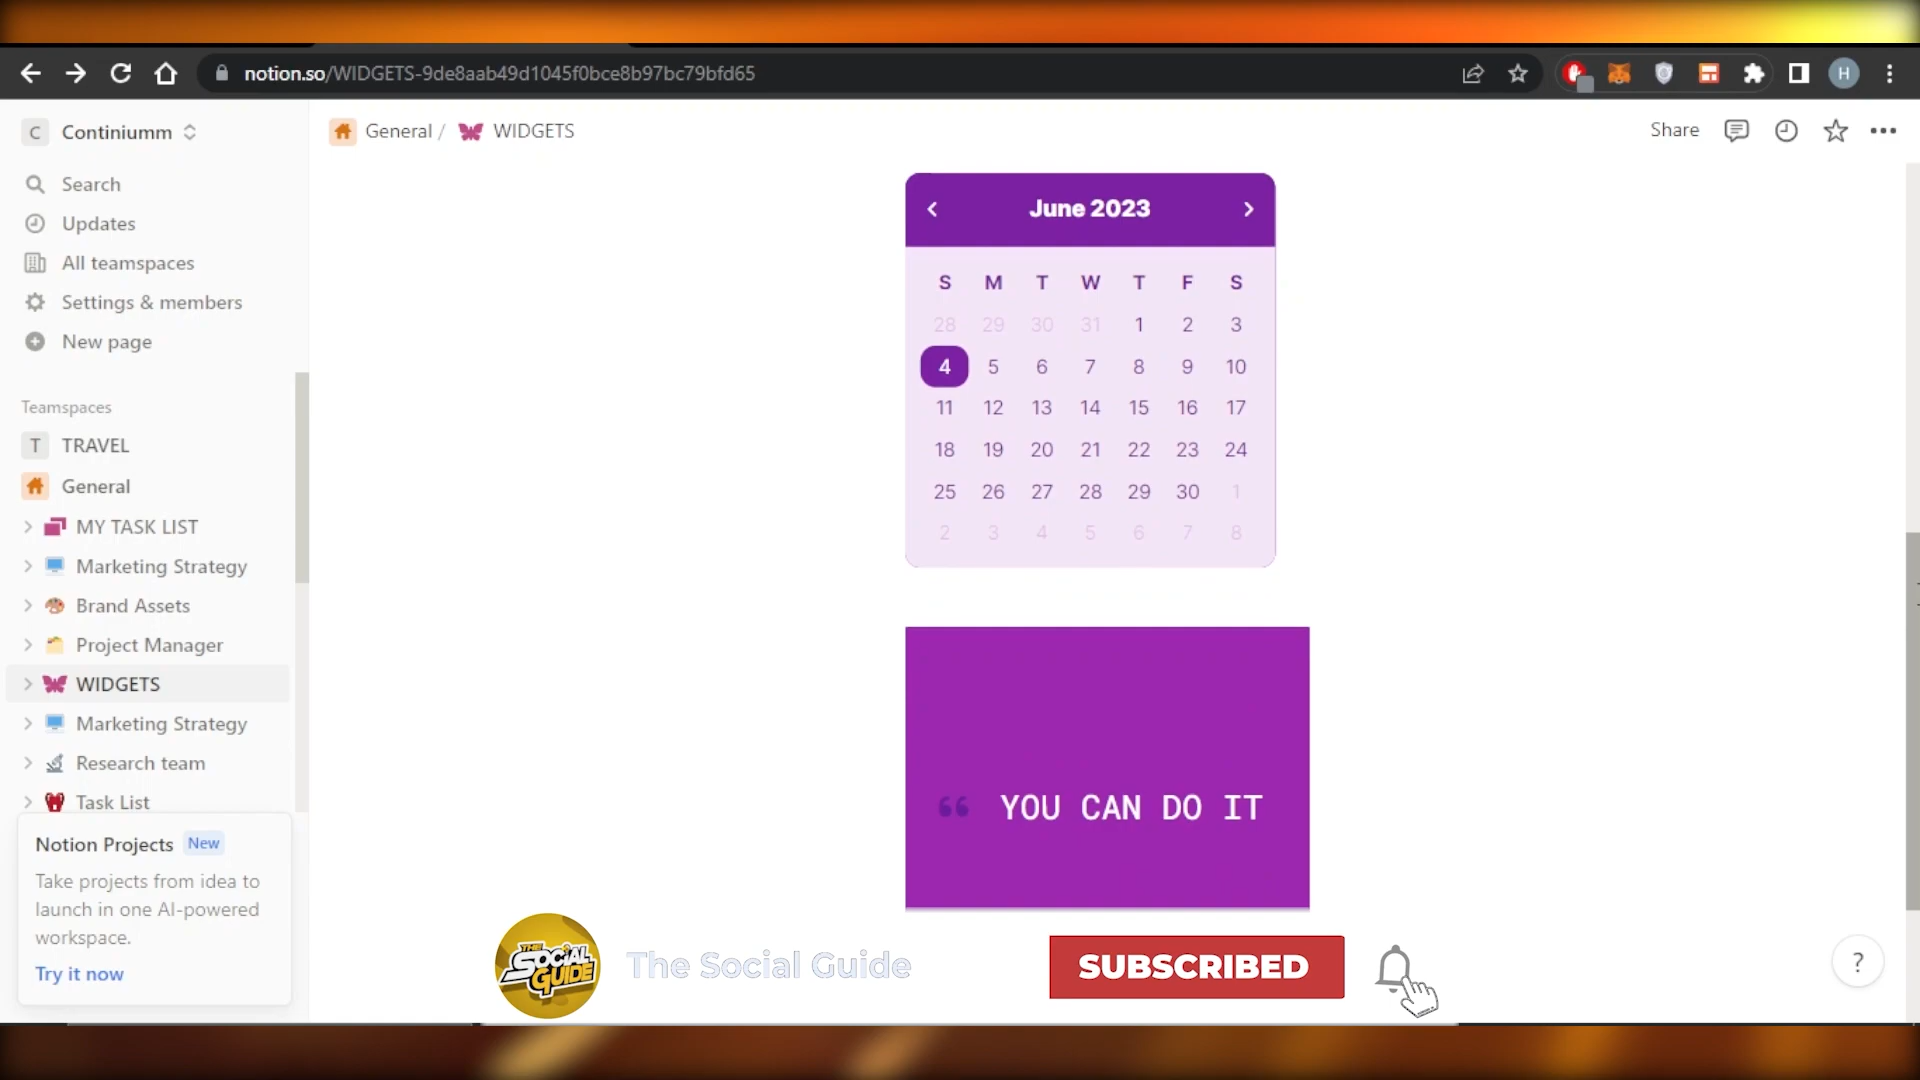 notion.so/WIDGETS-9de8aab49d1045f0bce8b97bc79bfd65
H
C Continiumm
General / WIDGETS
Share
Search
Updates
All teamspaces
Settings & members
New page
Teamspaces
T TRAVEL
General
MY TASK LIST
Marketing Strategy
Brand Assets
Project Manager
WIDGETS
Marketing Strategy
Research team
Task List
Notion Projects New
Take projects from idea to
launch in one AI-powered
workspace.
Try it now
June 2023
S M T W T F S
28 29 30 31 1 2 3
4 5 6 7 8 9 10
11 12 13 14 15 16 17
18 19 20 21 22 23 24
25 26 27 28 29 30 1
2 3 4 5 6 7 8
“ YOU CAN DO IT
THE SOCIAL GUIDE
The Social Guide
SUBSCRIBED
?